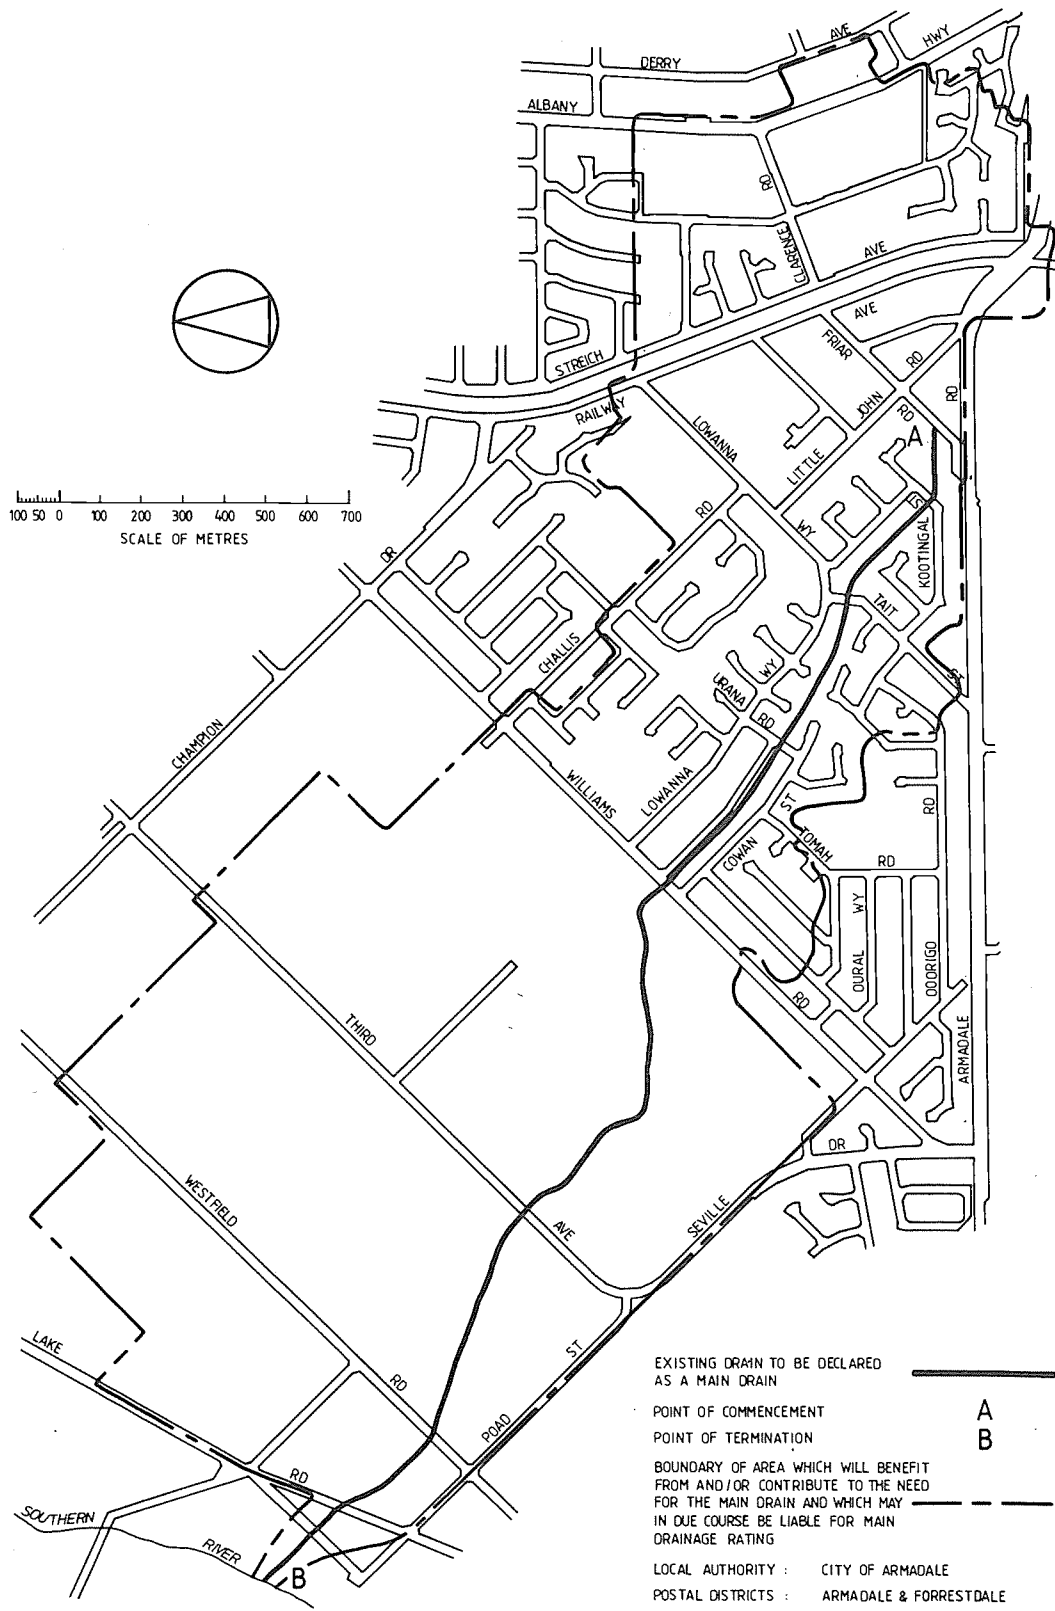 AVE
HWY
DERRY
ALBANY
RD
CLARENCE
AVE
STREICH
AVE
FRIAR
RD
RAILWAY
LOWANNA
JOHN
RD
RD
A
LITTLE
100 50 0 100 200 300 400 500 600 700
SCALE OF METRES
RD
WY
ST
KOOTINGAL
DR
TAIT
CHALLIS
URANA
WY
ST
RD
CHAMPION
WILLIAMS
LOWANNA
ST
TOMAH
RD
COWAN
RD
WY
OURAL
ODORIGO
RD
THIRD
ARMADALE
DR
WESTFIELD
AVE
SEVILLE
LAKE
ST
RD
ROAD
RD
SOUTHERN
RIVER
B
EXISTING DRAIN TO BE DECLARED
AS A MAIN DRAIN
POINT OF COMMENCEMENT A
POINT OF TERMINATION B
BOUNDARY OF AREA WHICH WILL BENEFIT
FROM AND/OR CONTRIBUTE TO THE NEED
FOR THE MAIN DRAIN AND WHICH MAY
IN DUE COURSE BE LIABLE FOR MAIN
DRAINAGE RATING
LOCAL AUTHORITY : CITY OF ARMADALE
POSTAL DISTRICTS : ARMADALE & FORRESTDALE